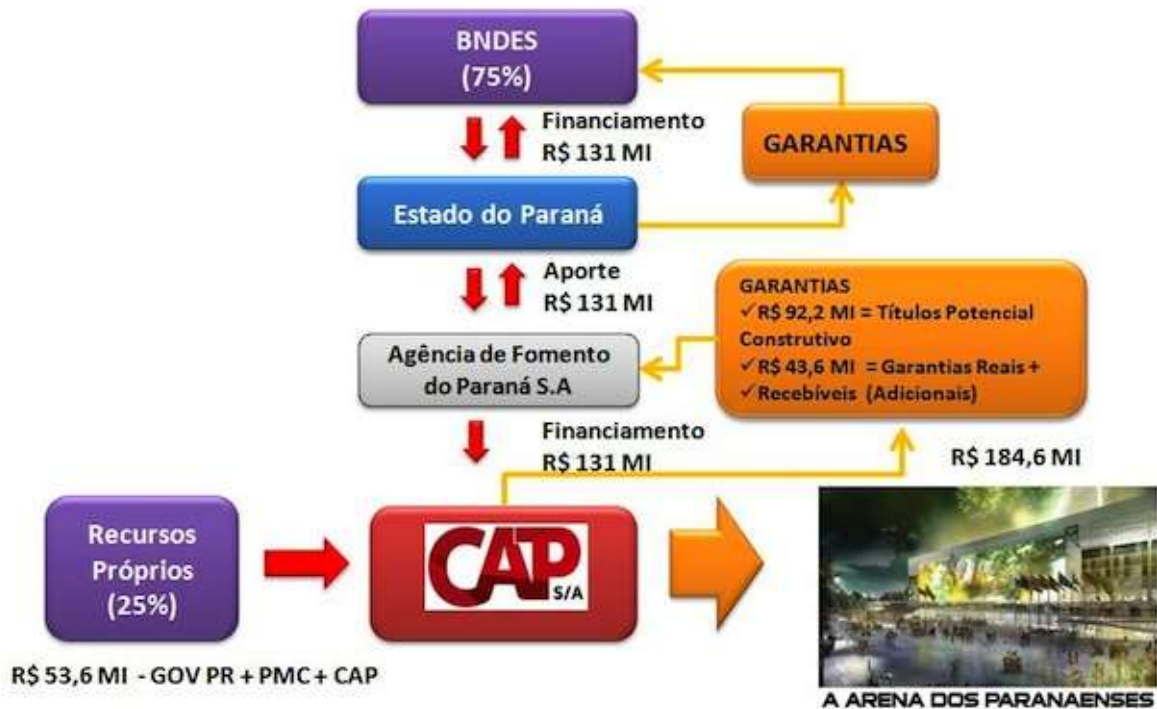 BNDES
(75%)
Financiamento
R$ 131 MI
GARANTIAS
Estado do Paraná
Aporte
R$ 131 MI
GARANTIAS
✓R$ 92,2 MI = Títulos Potencial
Construtivo
✓R$ 43,6 MI = Garantias Reais +
✓Recebíveis (Adicionais)
Agência de Fomento
do Paraná S.A
Financiamento
R$ 131 MI
R$ 184,6 MI
Recursos
Próprios
(25%)
CAP
S/A
R$ 53,6 MI - GOV PR + PMC + CAP
A ARENA DOS PARANAENSES